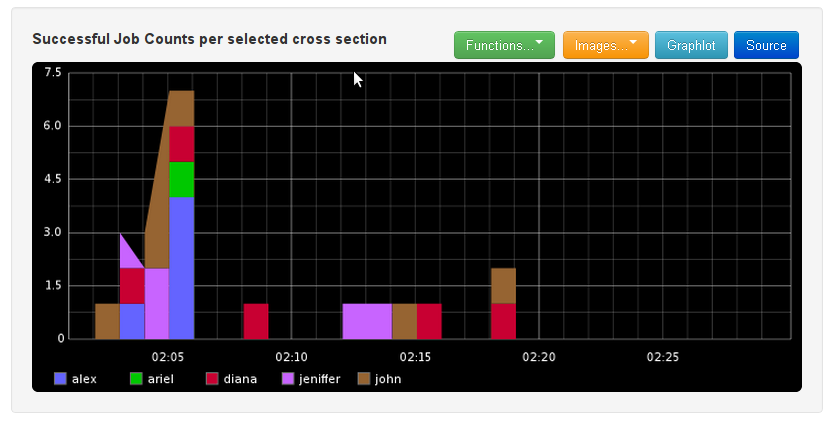 Successful Job Counts per selected cross section
Functions... Images... Graphlot Source
7.5
6.0
4.5
3.0
1.5
0
02:05 02:10 02:15 02:20 02:25
alex ariel diana jeniffer john